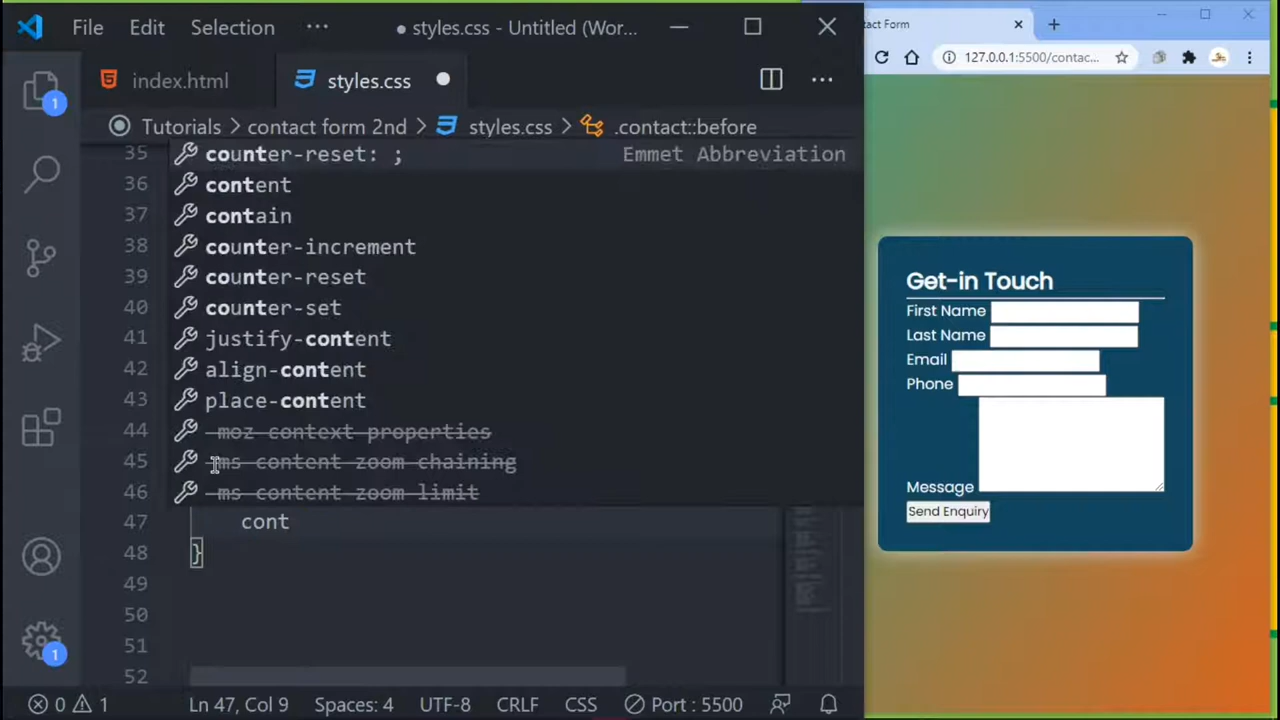 File Edit Selection ··· ● styles.css - Untitled (Wor...
index.html styles.css
Tutorials > contact form 2nd > styles.css > .contact::before
35 counter-reset: ; Emmet Abbreviation
36 content
37 contain
38 counter-increment
39 counter-reset
40 counter-set
41 justify-content
42 align-content
43 place-content
44 -moz-context-properties
45 -ms-content-zoom-chaining
46 -ms-content-zoom-limit
47 cont
48 }
49
50
51
52
1
1
0 1 Ln 47, Col 9 Spaces: 4 UTF-8 CRLF CSS Port : 5500
tact Form
127.0.0.1:5500/contac...
Get-in Touch
First Name
Last Name
Email
Phone
Message
Send Enquiry